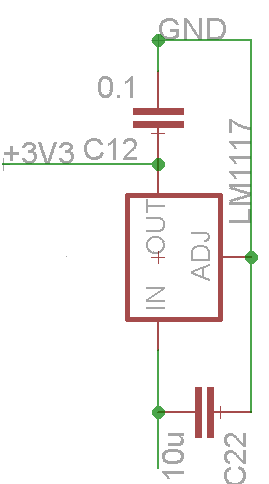 GND
0.1
+3V3
C12
LM1117
OUT
ADJ
IN
10u
C22